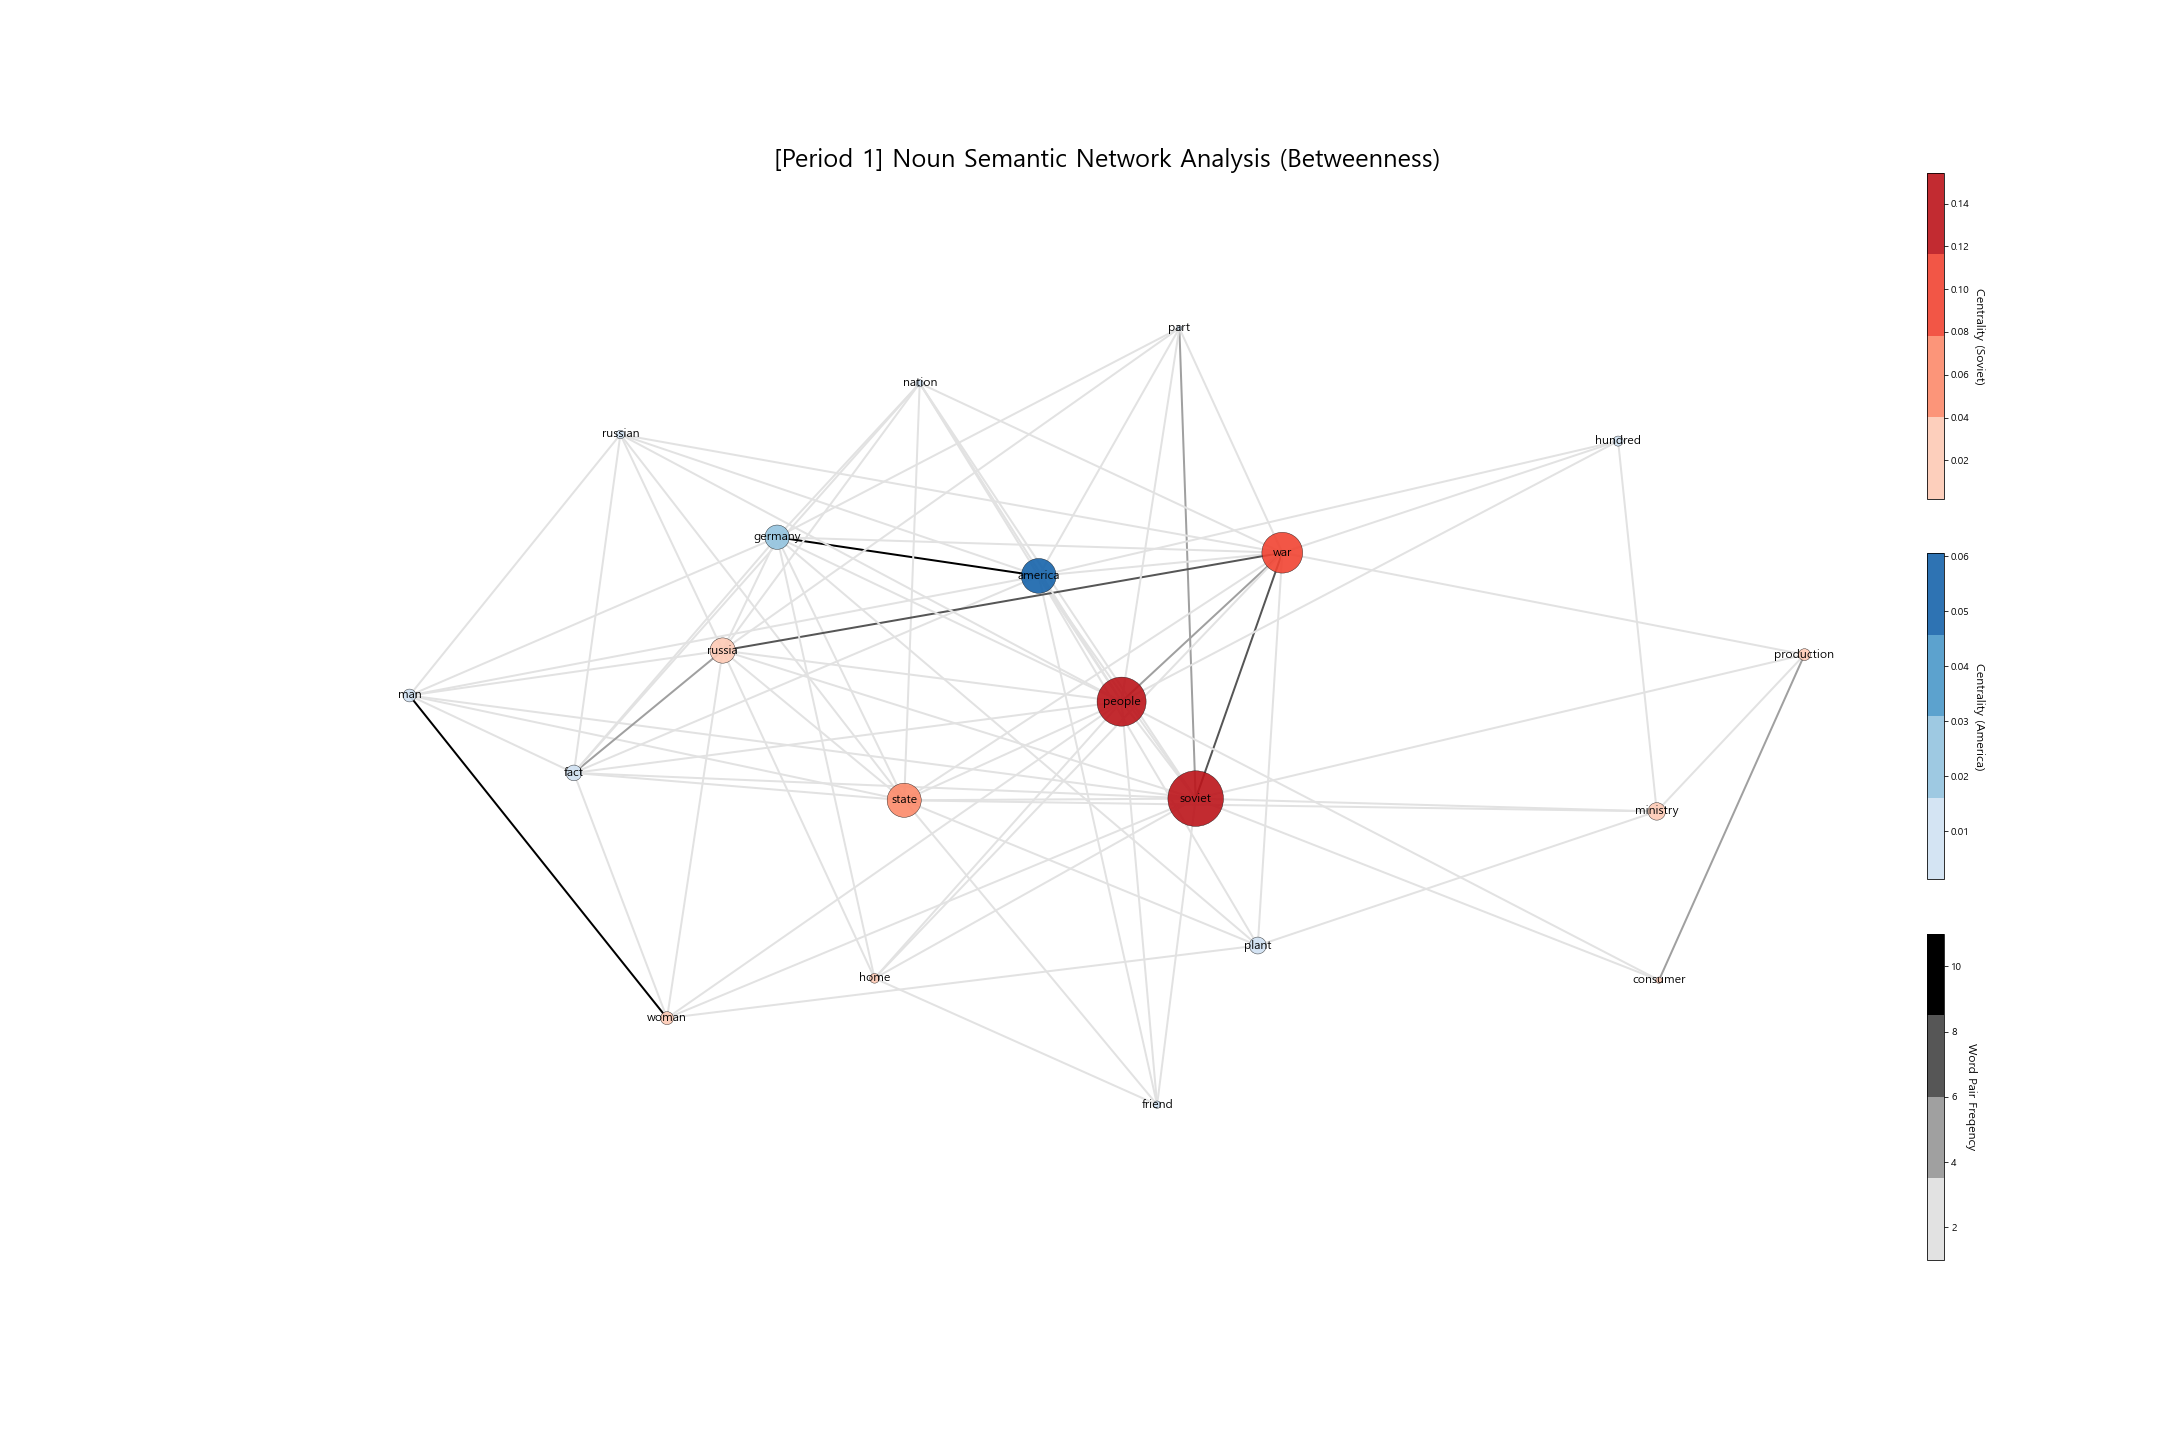 [Period 1] Noun Semantic Network Analysis (Betweenness)
part
nation
russian
hundred
germany
america
war
russia
production
man
people
fact
state
soviet
ministry
plant
home
consumer
woman
friend
0.14
0.12
0.10
0.08
0.06
0.04
0.02
Centrality (Soviet)
0.06
0.05
0.04
0.03
0.02
0.01
Centrality (America)
10
8
6
4
2
Word Pair Freqency